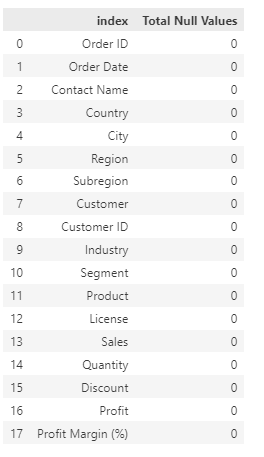 index Total Null Values
0 Order ID 0
1 Order Date 0
2 Contact Name 0
3 Country 0
4 City 0
5 Region 0
6 Subregion 0
7 Customer 0
8 Customer ID 0
9 Industry 0
10 Segment 0
11 Product 0
12 License 0
13 Sales 0
14 Quantity 0
15 Discount 0
16 Profit 0
17 Profit Margin (%) 0